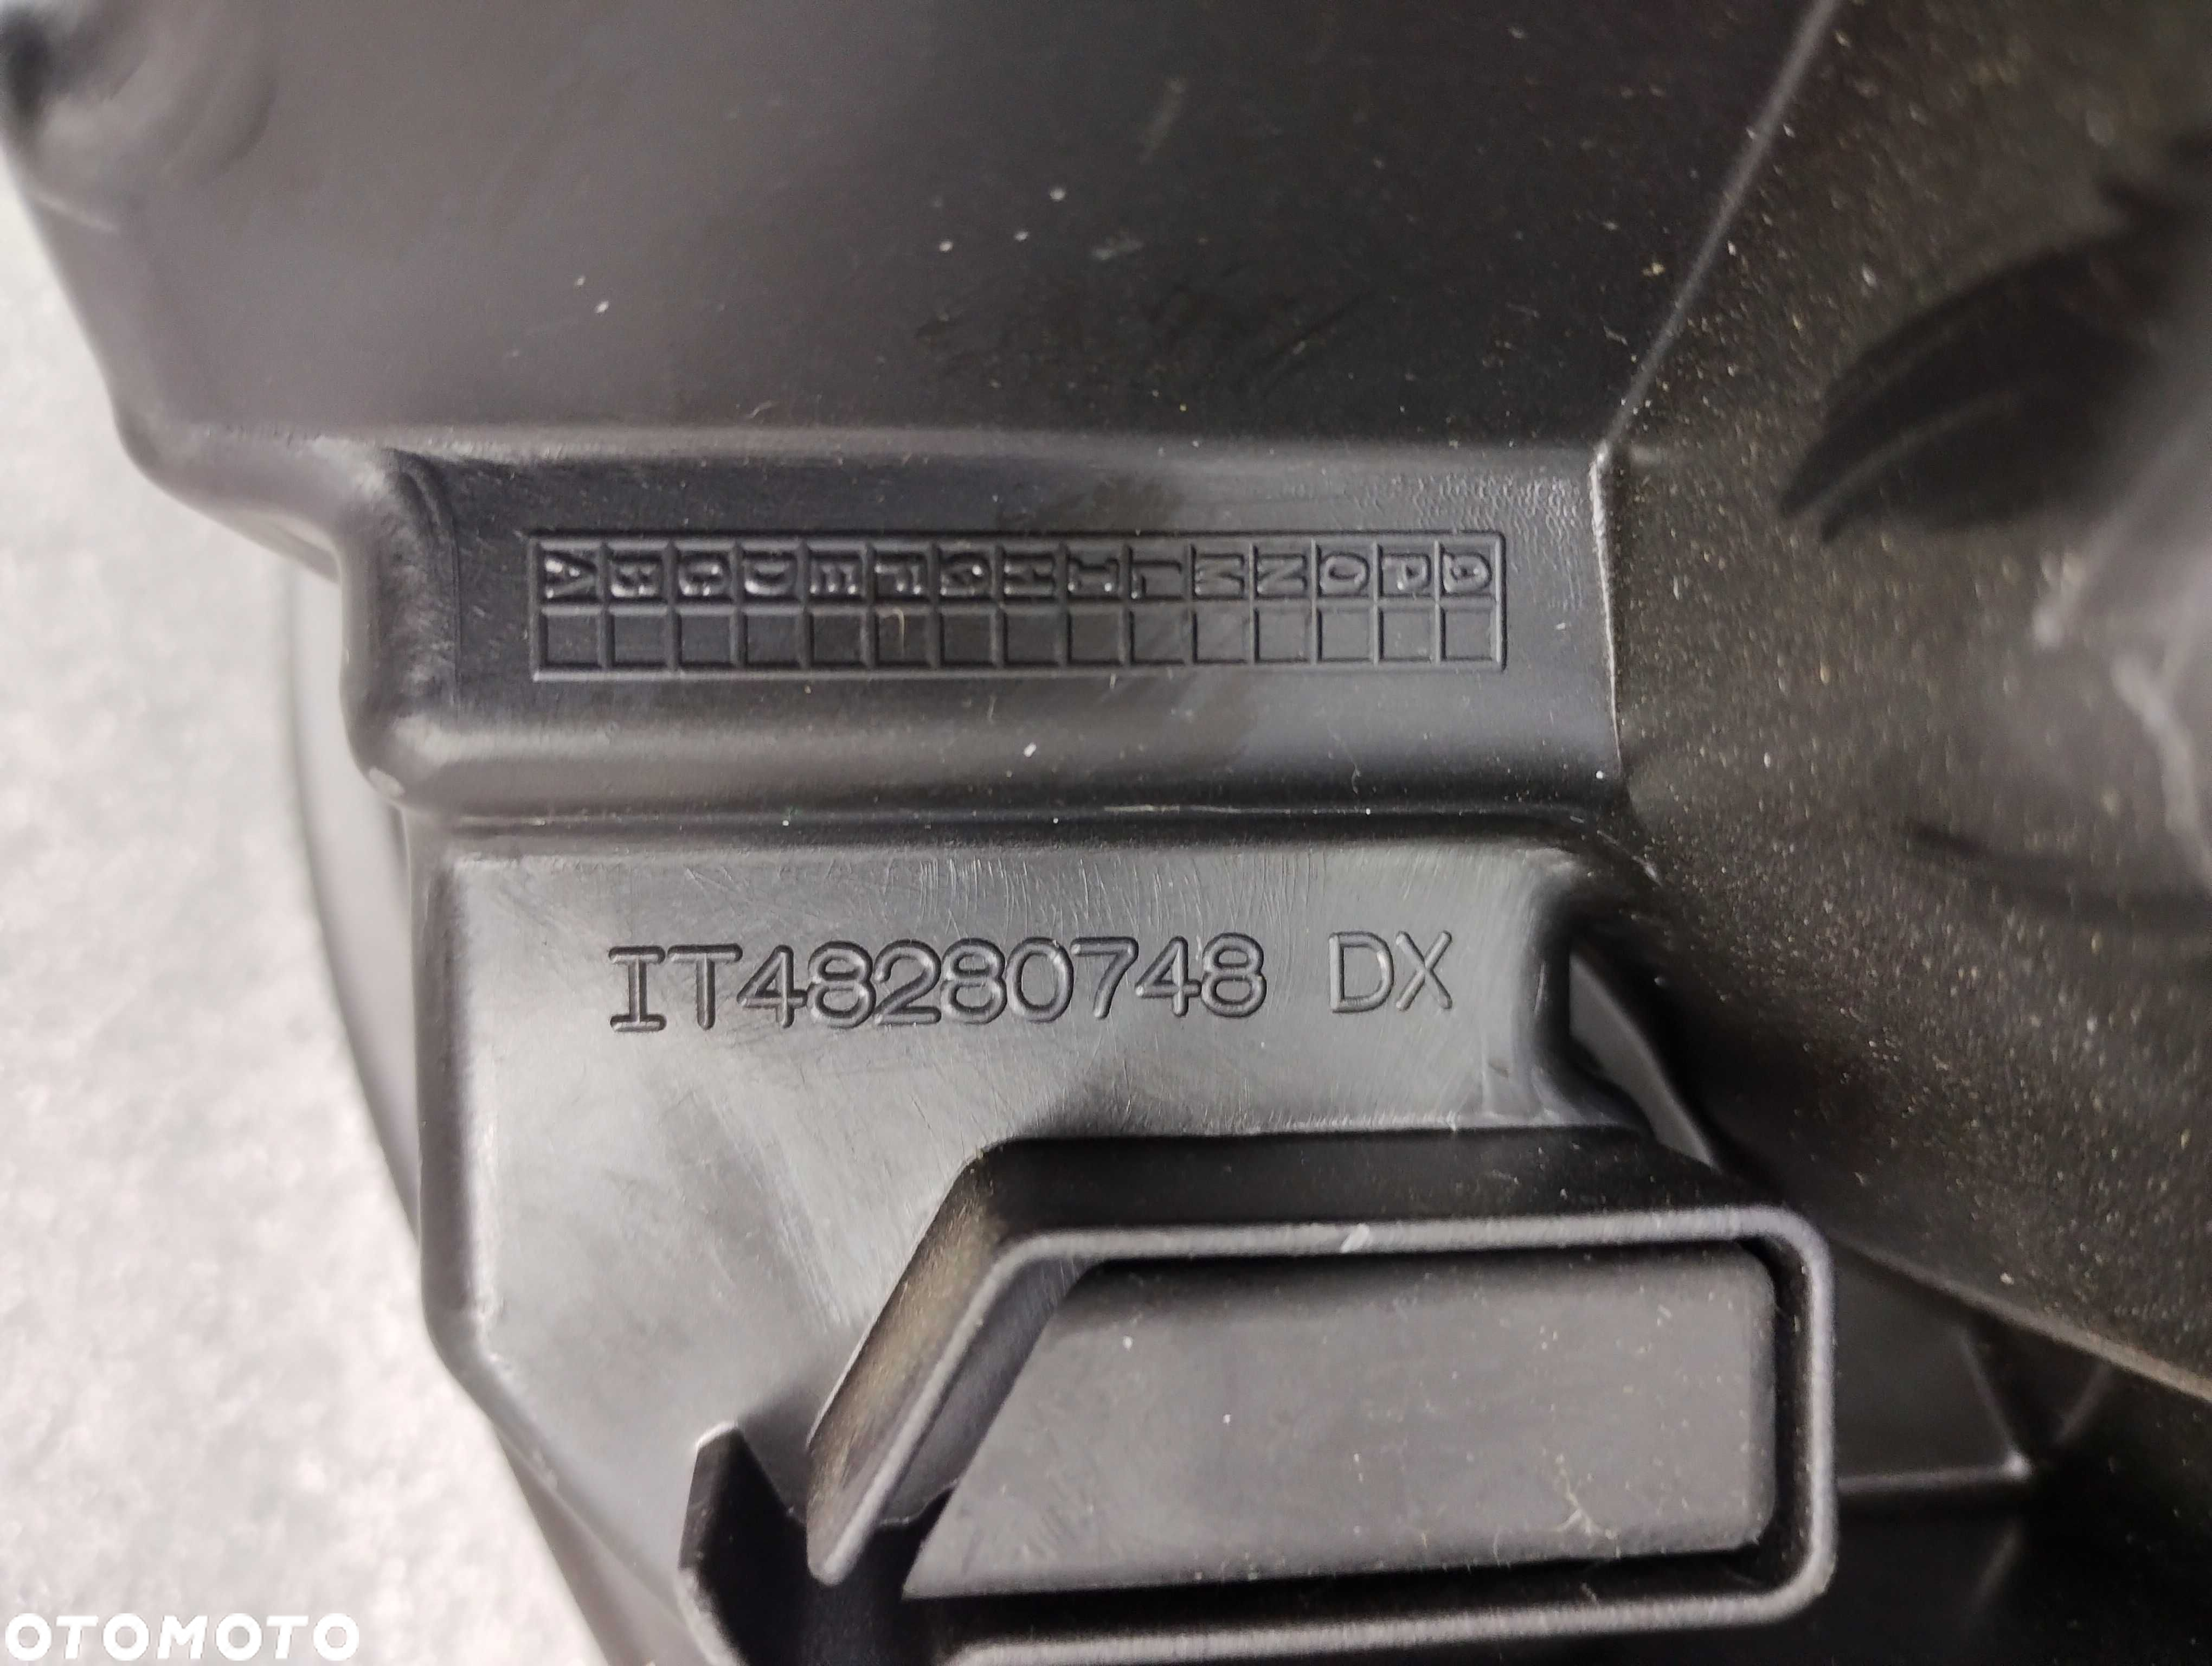 A B C D E F G H I L M N O P Q
IT48280748 DX
OTOMOTO